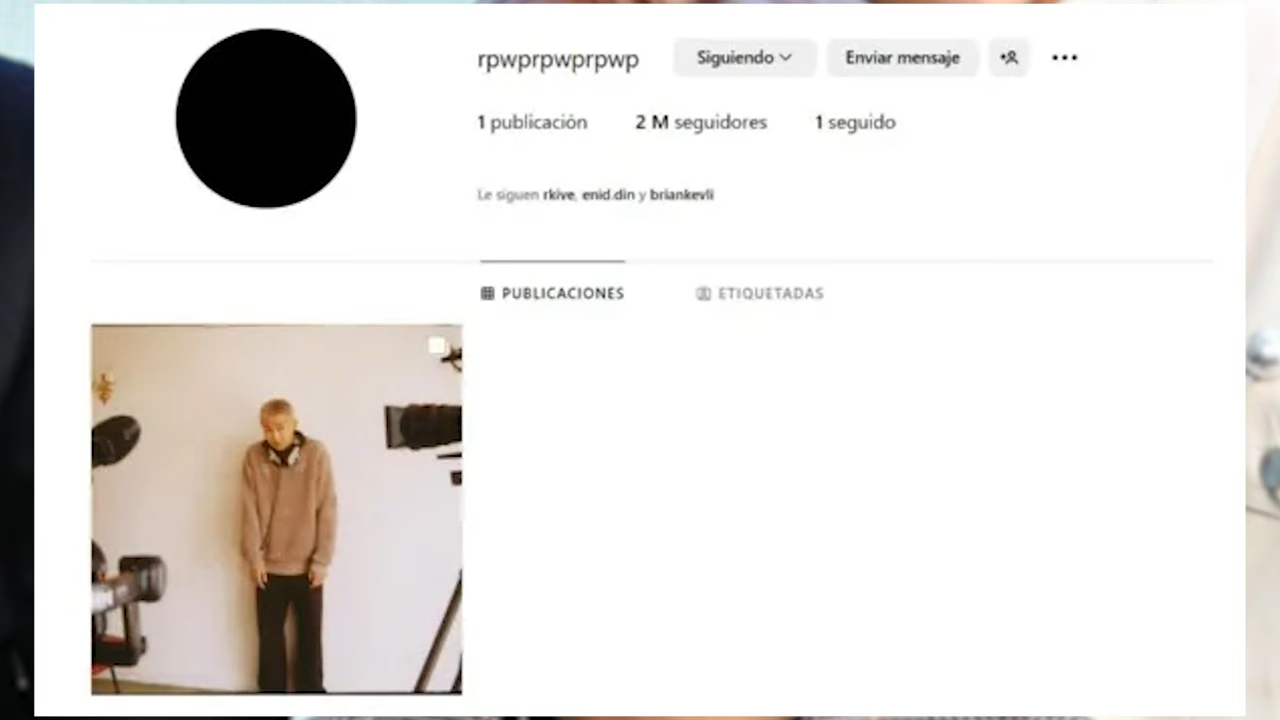 rpwprpwprpwp Siguiendo Enviar mensaje
1 publicación 2 M seguidores 1 seguido
Le siguen rkive, enid.din y briankevli
PUBLICACIONES ETIQUETADAS